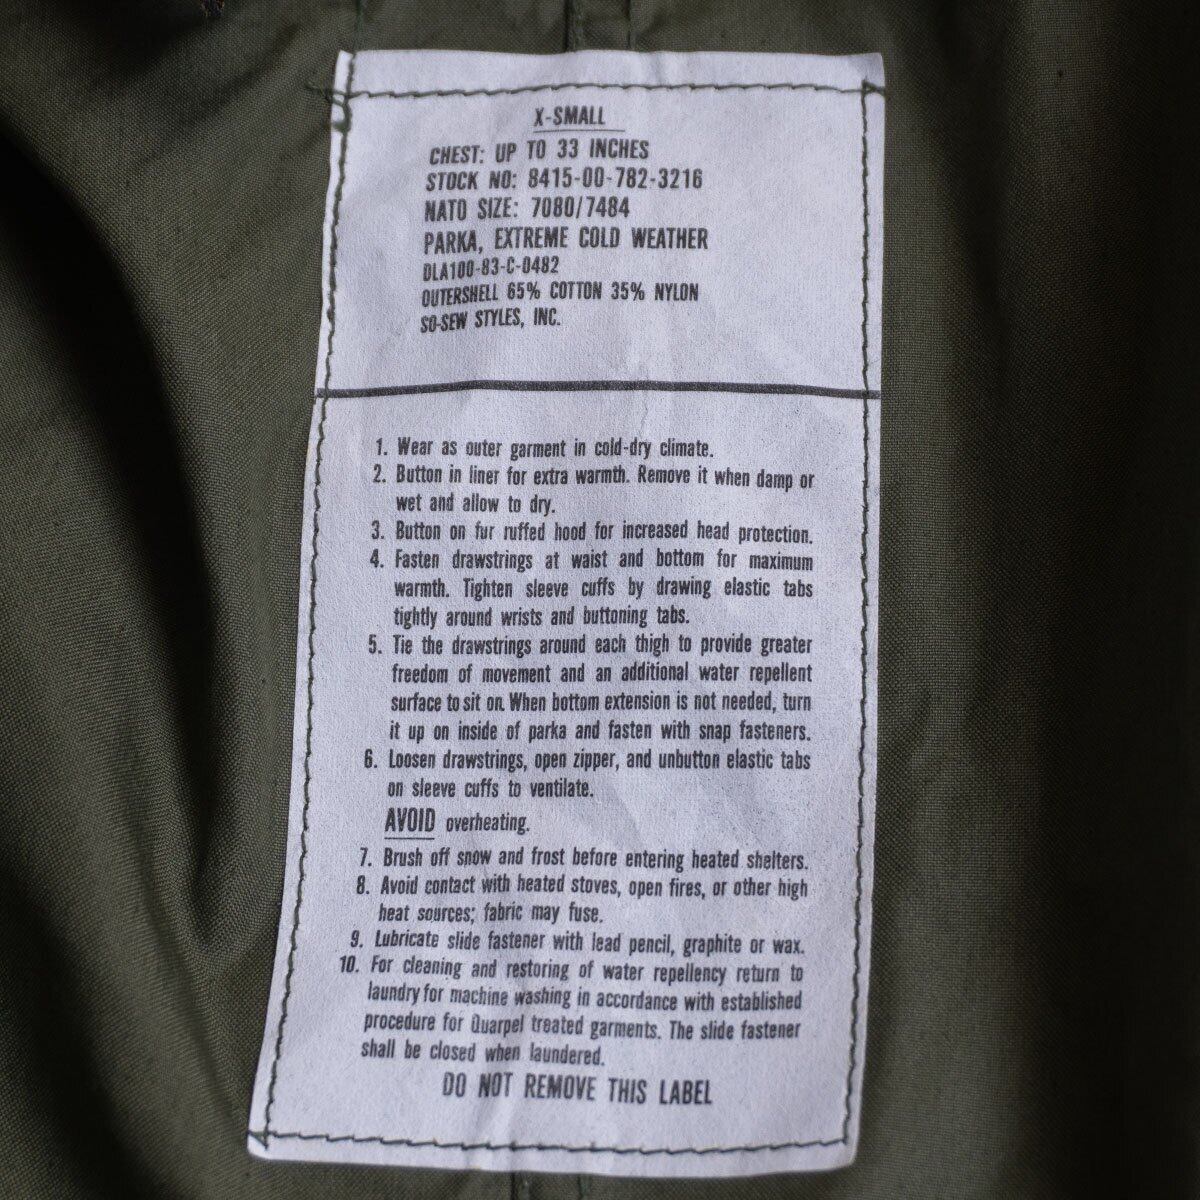 X-SMALL
CHEST: UP TO 33 INCHES
STOCK NO: 8415-00-782-3216
NATO SIZE: 7080/7484
PARKA, EXTREME COLD WEATHER
DLA100-83-C-0482
OUTERSHELL 65% COTTON 35% NYLON
SO-SEW STYLES, INC.
1. Wear as outer garment in cold-dry climate.
2. Button in liner for extra warmth. Remove it when damp or
wet and allow to dry.
3. Button on fur ruffed hood for increased head protection.
4. Fasten drawstrings at waist and bottom for maximum
warmth. Tighten sleeve cuffs by drawing elastic tabs
tightly around wrists and buttoning tabs.
5. Tie the drawstrings around each thigh to provide greater
freedom of movement and an additional water repellent
surface to sit on. When bottom extension is not needed, turn
it up on inside of parka and fasten with snap fasteners.
6. Loosen drawstrings, open zipper, and unbutton elastic tabs
on sleeve cuffs to ventilate.
AVOID overheating.
7. Brush off snow and frost before entering heated shelters.
8. Avoid contact with heated stoves, open fires, or other high
heat sources; fabric may fuse.
9. Lubricate slide fastener with lead pencil, graphite or wax.
10. For cleaning and restoring of water repellency return to
laundry for machine washing in accordance with established
procedure for Quarpel treated garments. The slide fastener
shall be closed when laundered.
DO NOT REMOVE THIS LABEL